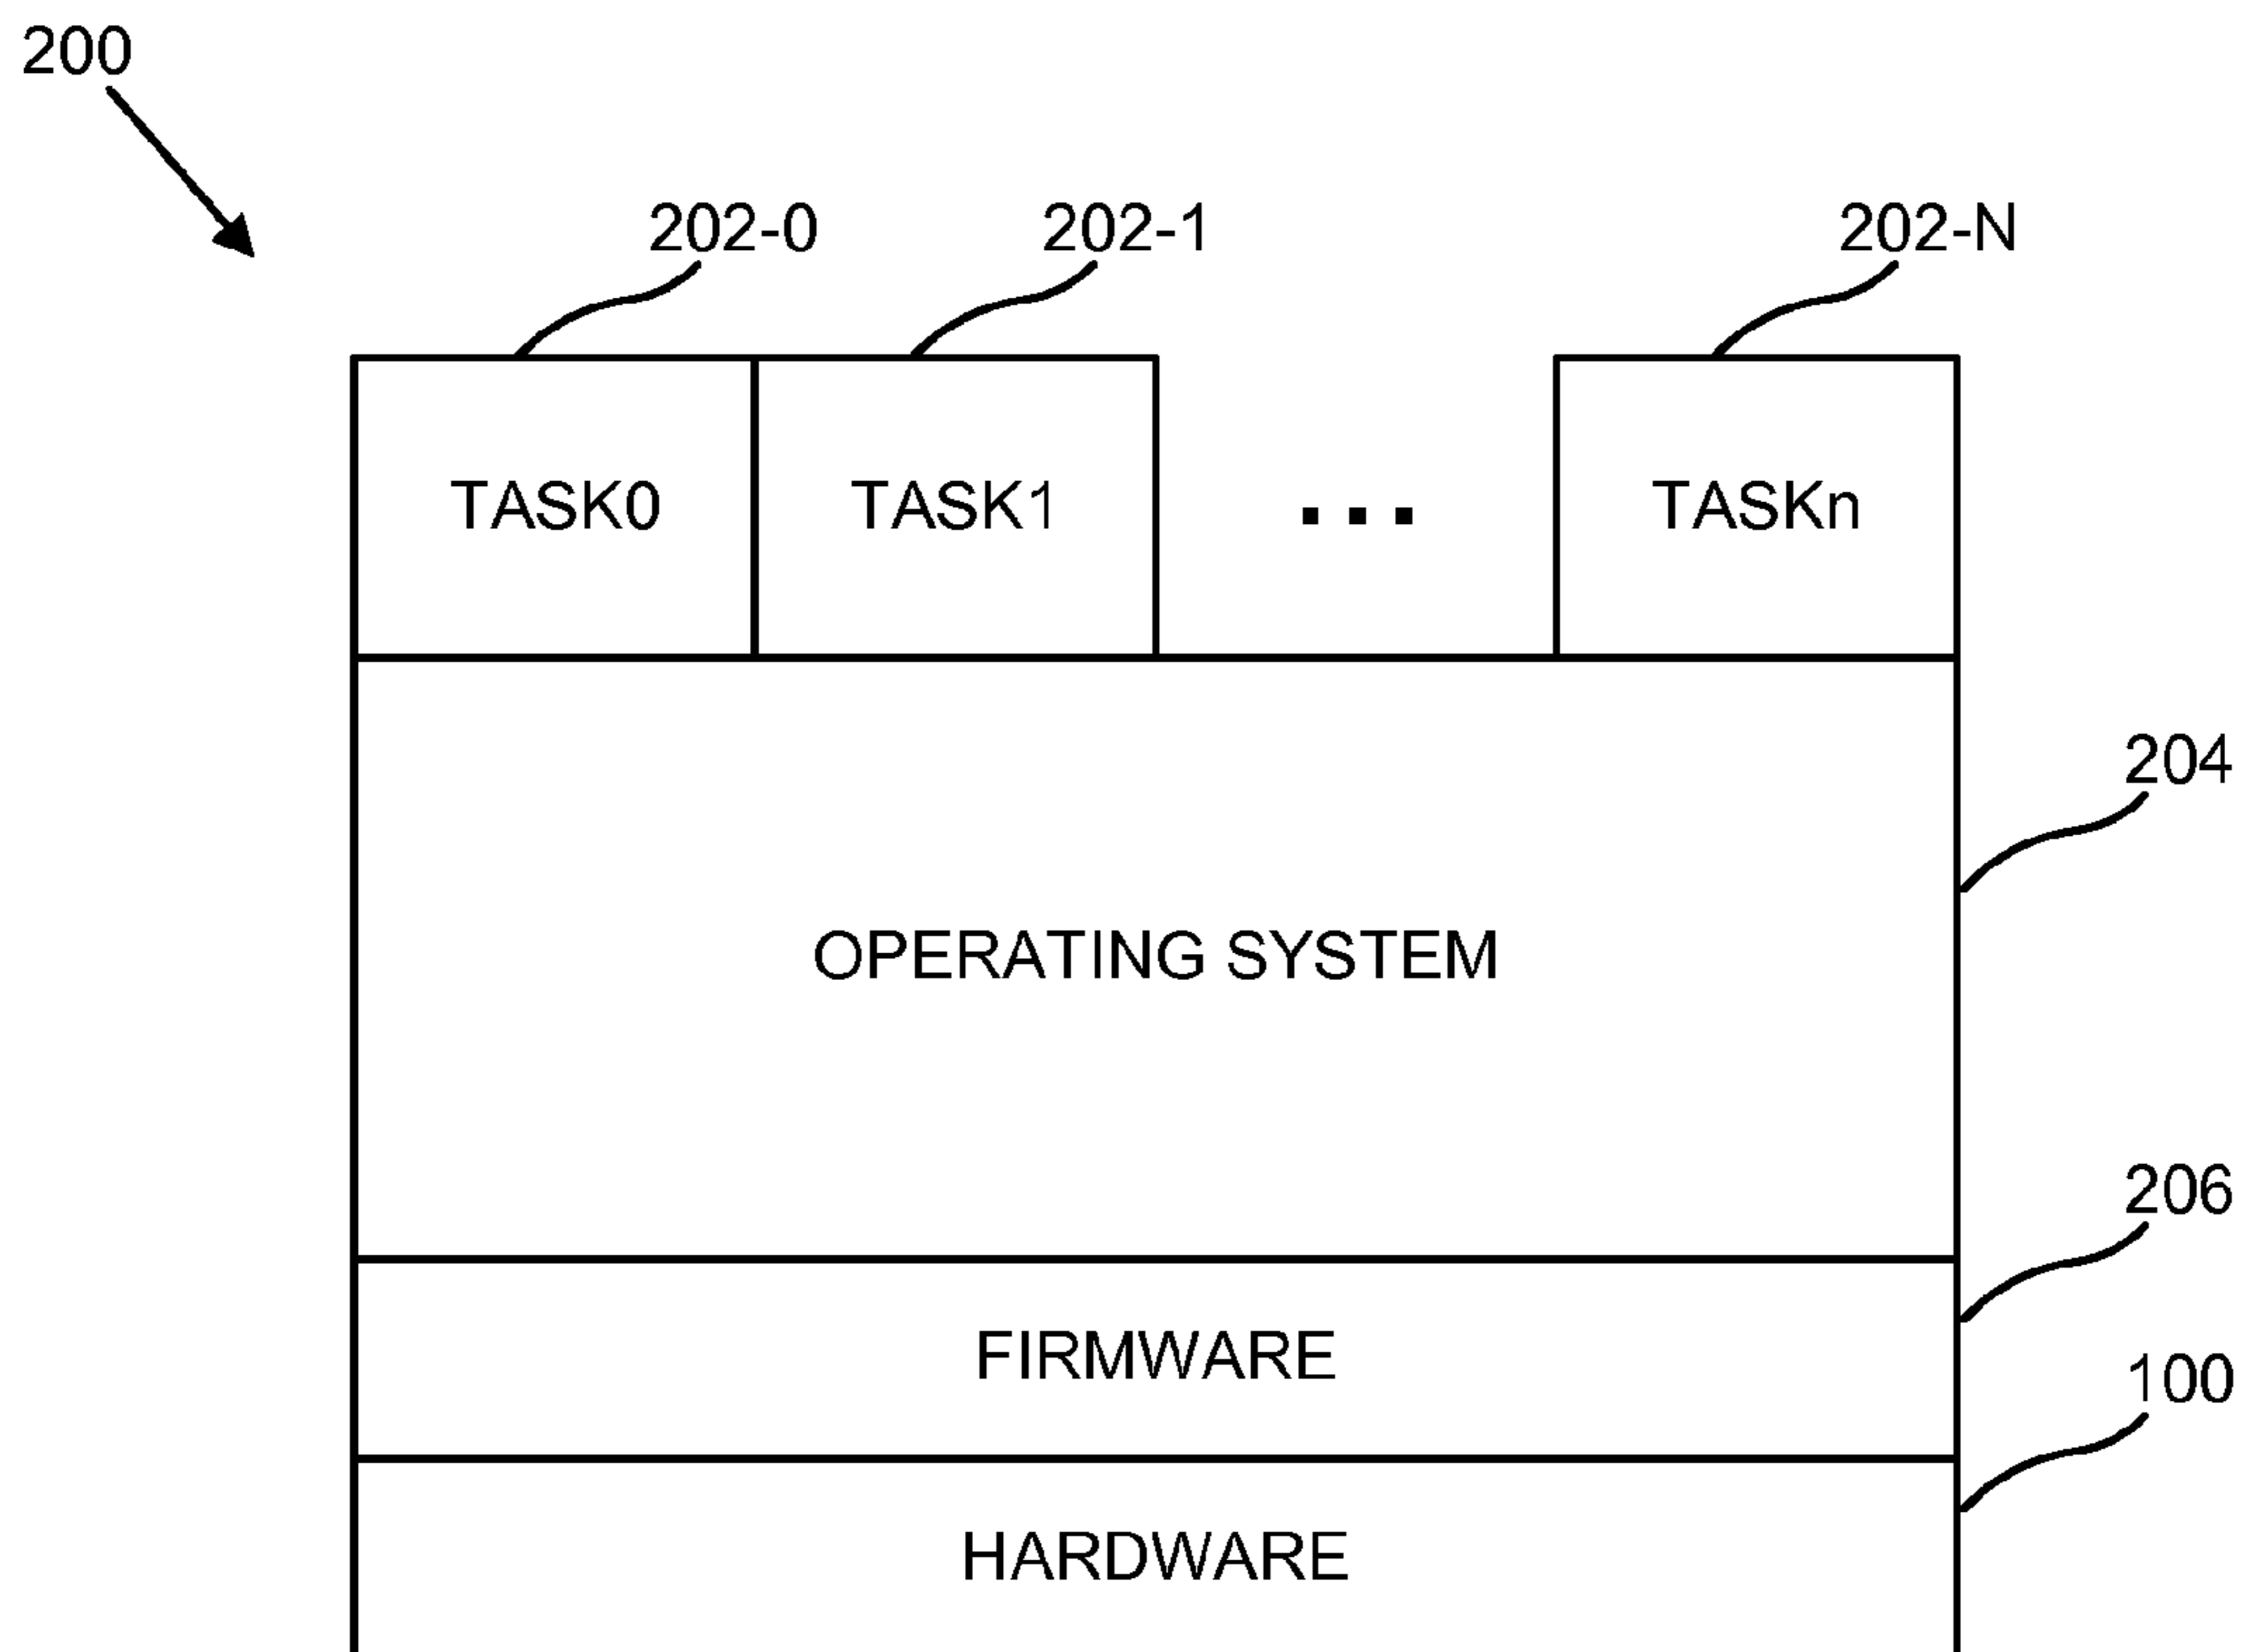 200
202-0 202-1 202-N
TASK0 TASK1 ... TASKn
204
OPERATING SYSTEM
206
FIRMWARE
100
HARDWARE